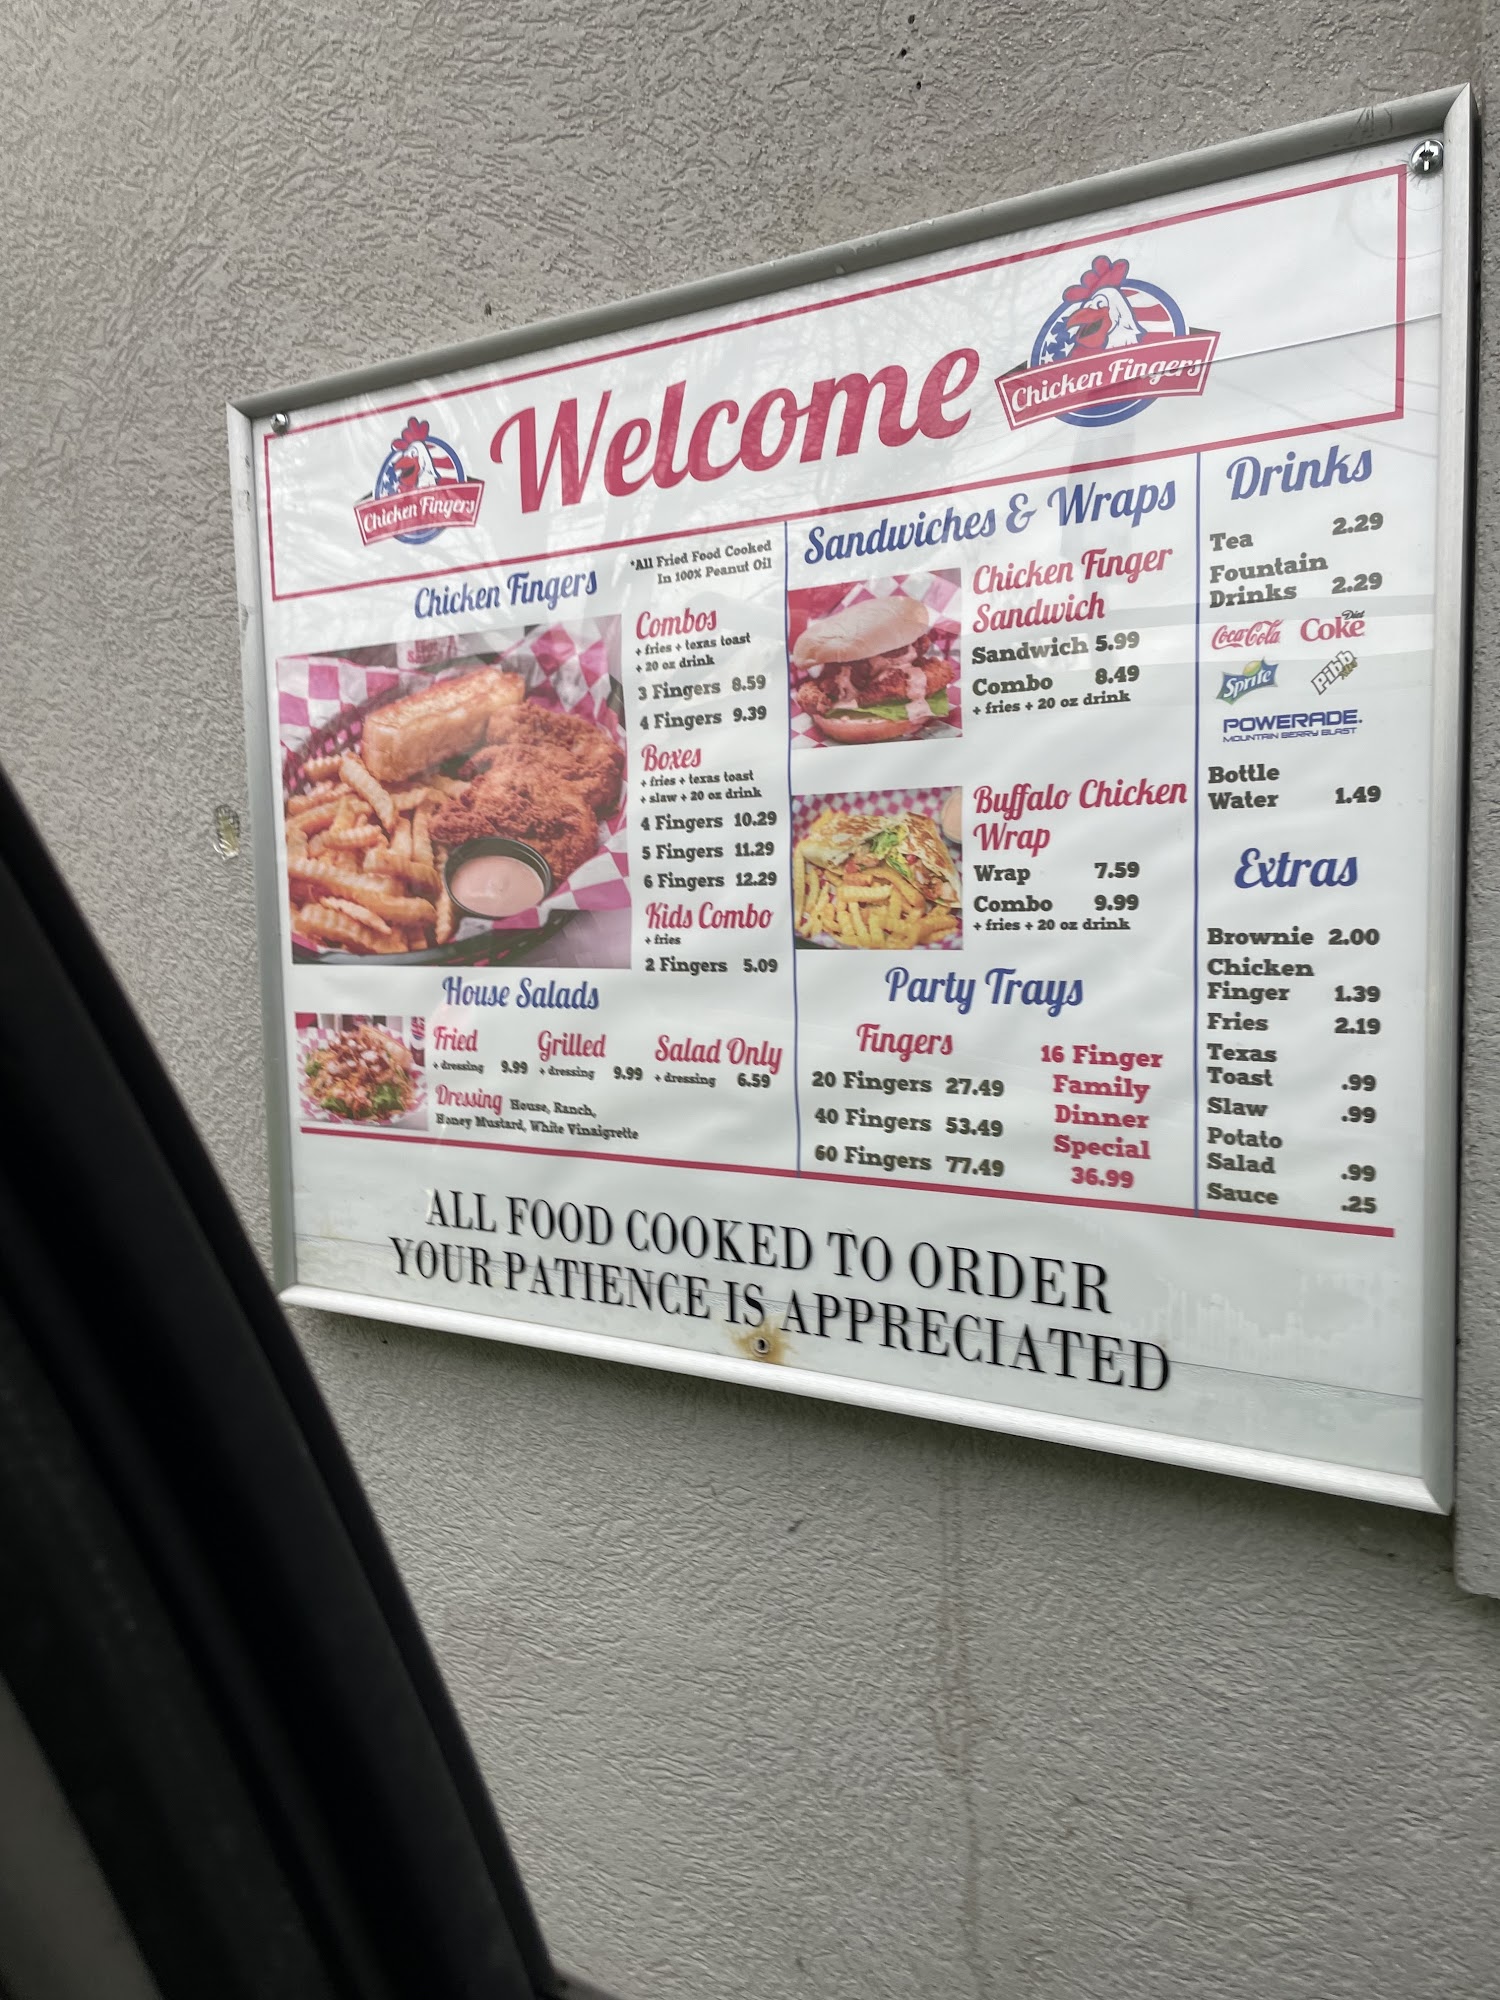 Chicken Fingers
Welcome
Chicken Fingers
Chicken Fingers
*All Fried Food Cooked
In 100% Peanut Oil
Combos
+ fries + texas toast
+ 20 oz drink
3 Fingers 8.59
4 Fingers 9.39
Boxes
+ fries + texas toast
+ slaw + 20 oz drink
4 Fingers 10.29
5 Fingers 11.29
6 Fingers 12.29
Kids Combo
+ fries
2 Fingers 5.09
House Salads
Fried
+ dressing 9.99
Grilled
+ dressing 9.99
Salad Only
+ dressing 6.59
Dressing House, Ranch,
Honey Mustard, White Vinaigrette
Sandwiches & Wraps
Chicken Finger
Sandwich
Sandwich 5.99
Combo 8.49
+ fries + 20 oz drink
Buffalo Chicken
Wrap
Wrap 7.59
Combo 9.99
+ fries + 20 oz drink
Party Trays
Fingers
20 Fingers 27.49
40 Fingers 53.49
60 Fingers 77.49
16 Finger
Family
Dinner
Special
36.99
Drinks
Tea 2.29
Fountain
Drinks 2.29
Coca-Cola
Diet
Coke
Sprite
Pibb
POWERADE.
MOUNTAIN BERRY BLAST
Bottle
Water 1.49
Extras
Brownie 2.00
Chicken
Finger 1.39
Fries 2.19
Texas
Toast .99
Slaw .99
Potato
Salad .99
Sauce .25
ALL FOOD COOKED TO ORDER
YOUR PATIENCE IS APPRECIATED